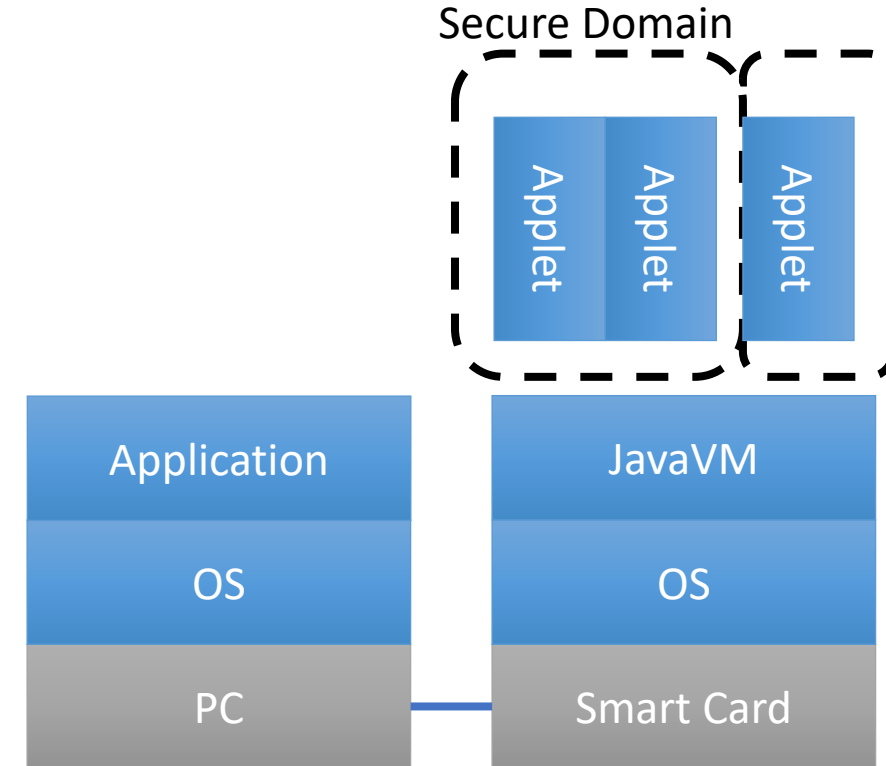 Secure Domain
Applet
Applet
Applet
Application
JavaVM
OS
OS
PC
Smart Card